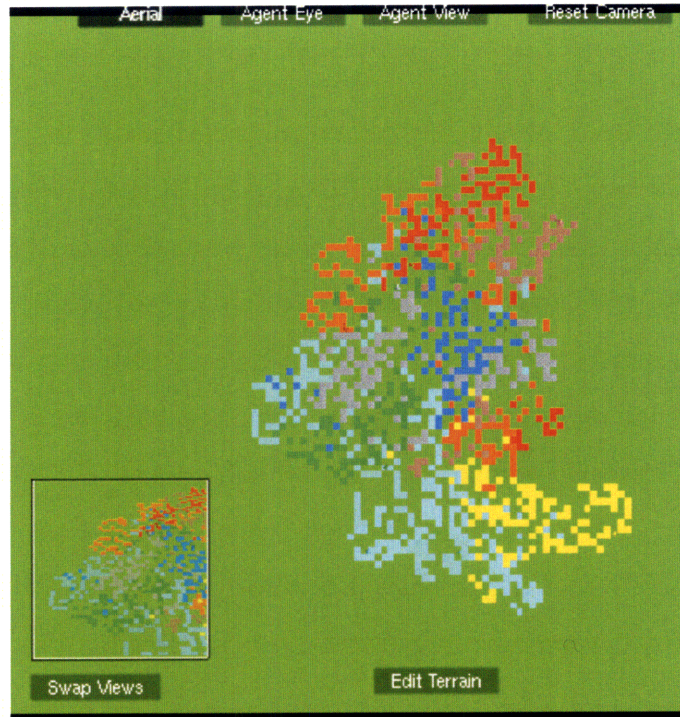 Aerial
Agent Eye
Agent View
Reset Camera
Swap Views
Edit Terrain